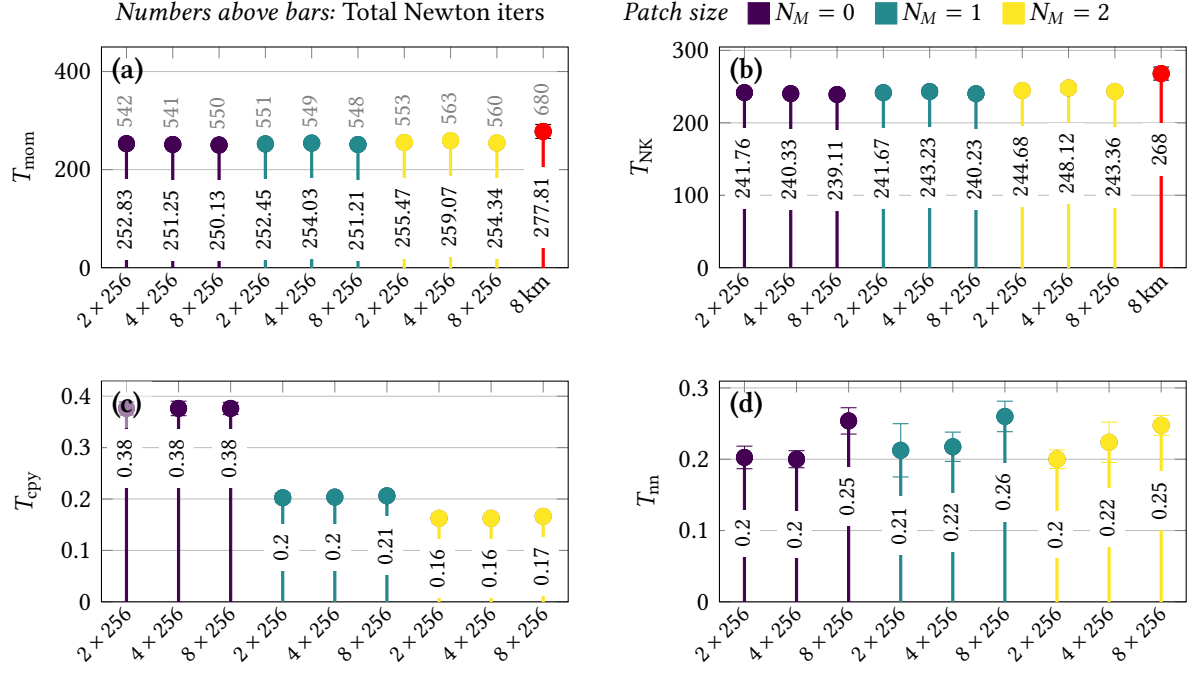 Numbers above bars: Total Newton iters
Patch size N_M = 0 N_M = 1 N_M = 2
(a)
T_mom
400
200
0
542 541 550 551 549 548 553 563 560 680
252.83 251.25 250.13 252.45 254.03 251.21 255.47 259.07 254.34 277.81
2 × 256 4 × 256 8 × 256 2 × 256 4 × 256 8 × 256 2 × 256 4 × 256 8 × 256 8 km
(b)
T_NK
300
200
100
0
241.76 240.33 239.11 241.67 243.23 240.23 244.68 248.12 243.36 268
2 × 256 4 × 256 8 × 256 2 × 256 4 × 256 8 × 256 2 × 256 4 × 256 8 × 256 8 km
(c)
T_cpy
0.4
0.3
0.2
0.1
0
0.38 0.38 0.38 0.2 0.2 0.21 0.16 0.16 0.17
2 × 256 4 × 256 8 × 256 2 × 256 4 × 256 8 × 256 2 × 256 4 × 256 8 × 256
(d)
T_nn
0.3
0.2
0.1
0
0.2 0.2 0.25 0.21 0.22 0.26 0.2 0.22 0.25
2 × 256 4 × 256 8 × 256 2 × 256 4 × 256 8 × 256 2 × 256 4 × 256 8 × 256